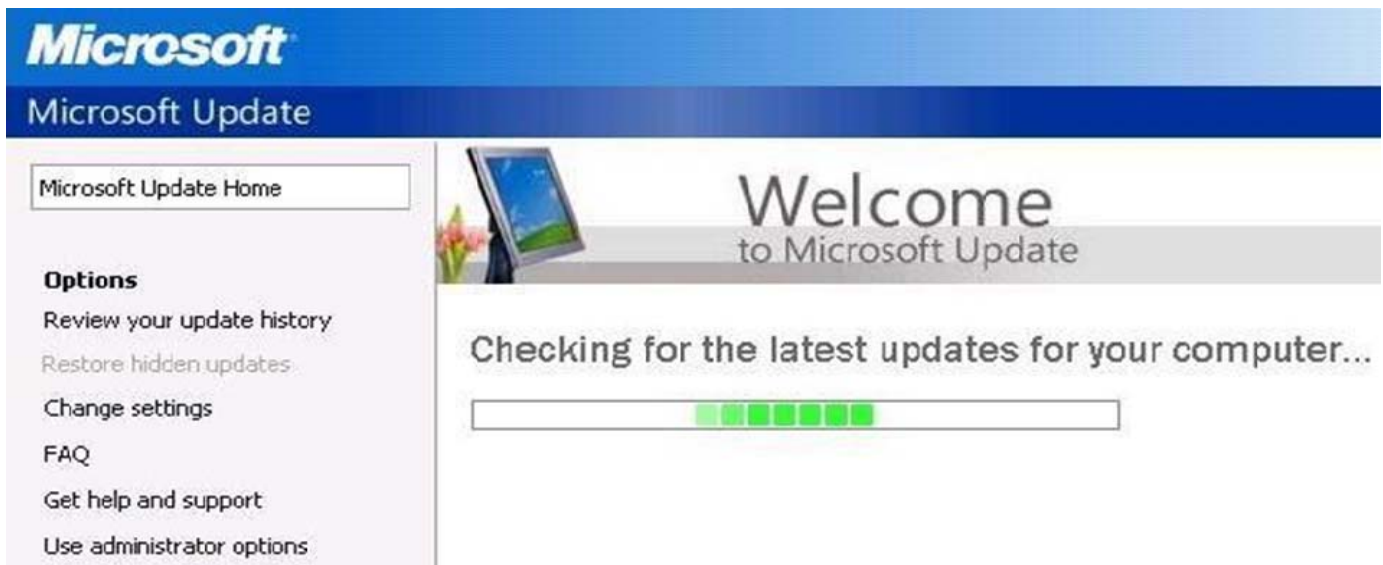 Microsoft
Microsoft Update
Microsoft Update Home
Options
Review your update history
Restore hidden updates
Change settings
FAQ
Get help and support
Use administrator options
Welcome
to Microsoft Update
Checking for the latest updates for your computer...